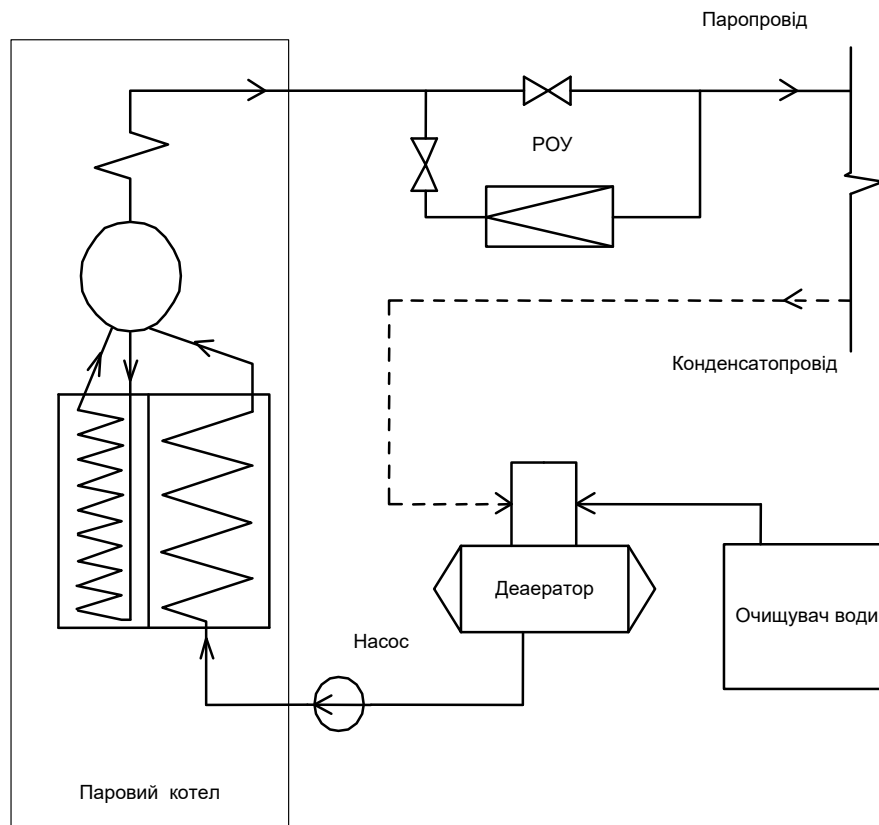 Паропровід
РОУ
Конденсатопровід
Деаератор
Очищувач води
Насос
Паровий котел